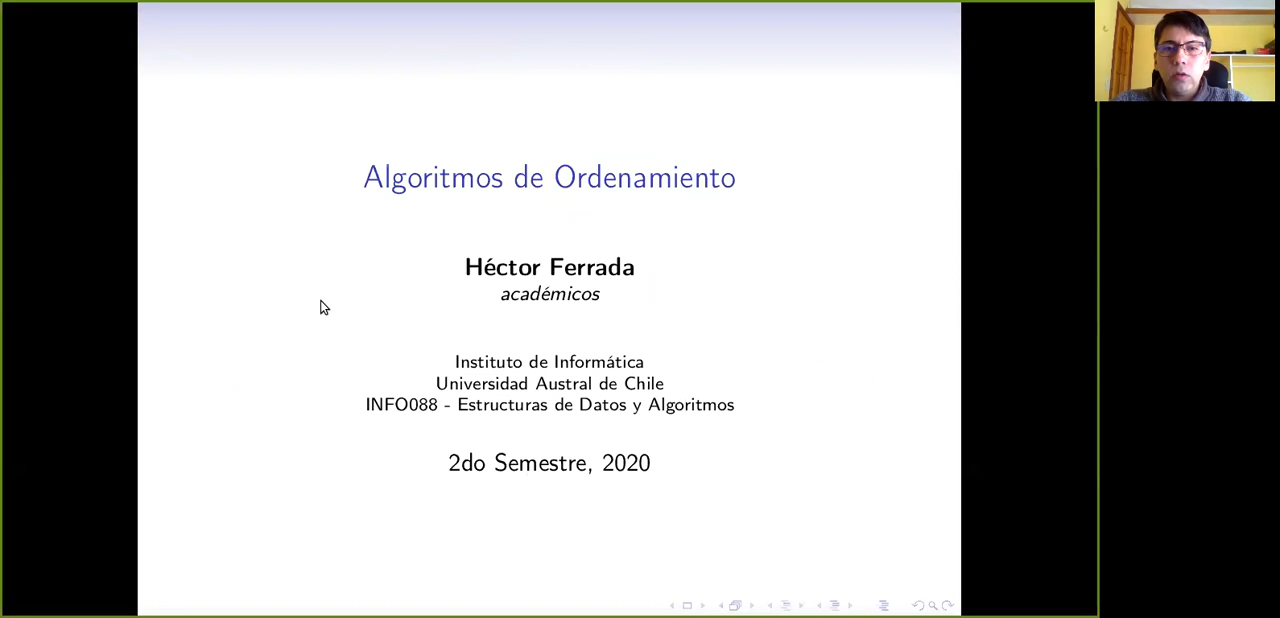 Algoritmos de Ordenamiento
Héctor Ferrada
académicos
Instituto de Informática
Universidad Austral de Chile
INFO088 - Estructuras de Datos y Algoritmos
2do Semestre, 2020